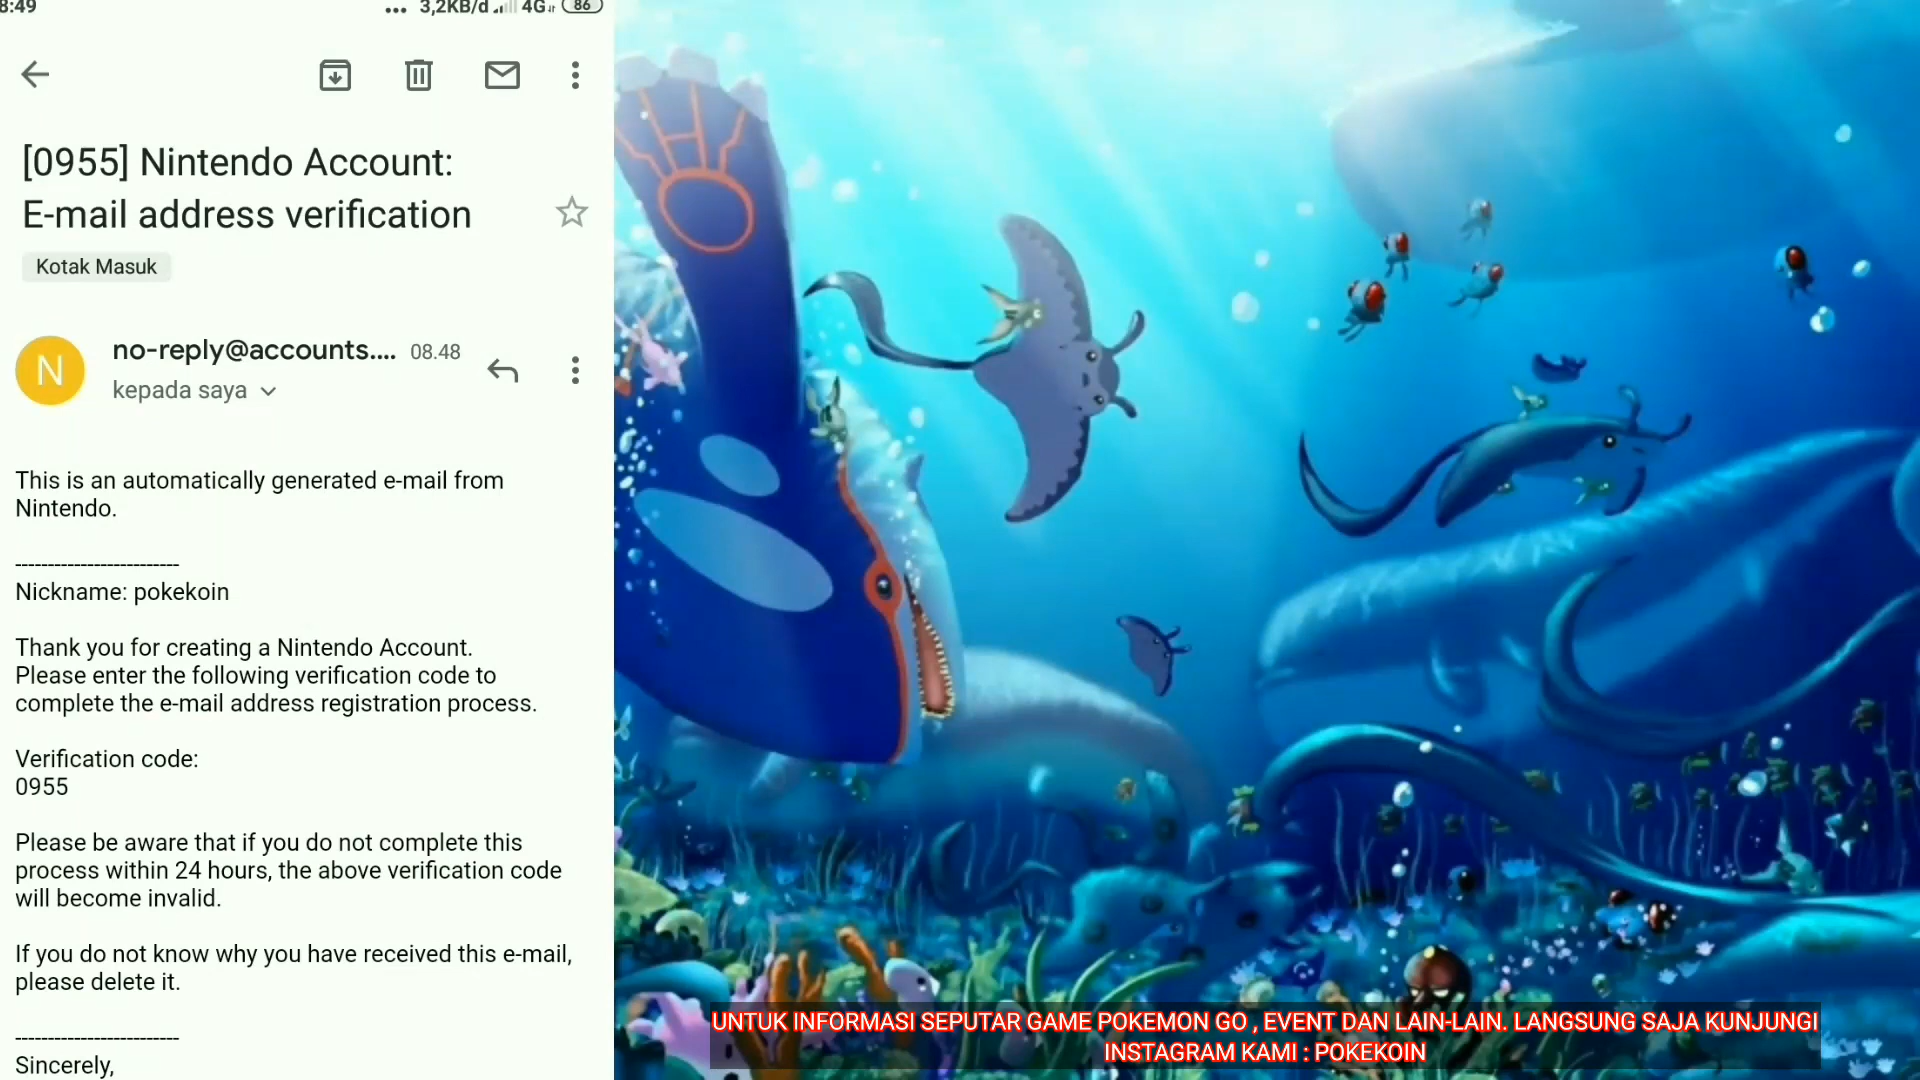 8:49
... 3,2KB/d 4G 86
[0955] Nintendo Account:
E-mail address verification
Kotak Masuk
N
no-reply@accounts.... 08.48
kepada saya
This is an automatically generated e-mail from
Nintendo.
-------------------------
Nickname: pokekoin
Thank you for creating a Nintendo Account.
Please enter the following verification code to
complete the e-mail address registration process.
Verification code:
0955
Please be aware that if you do not complete this
process within 24 hours, the above verification code
will become invalid.
If you do not know why you have received this e-mail,
please delete it.
-------------------------
Sincerely,
UNTUK INFORMASI SEPUTAR GAME POKEMON GO , EVENT DAN LAIN-LAIN. LANGSUNG SAJA KUNJUNGI
INSTAGRAM KAMI : POKEKOIN